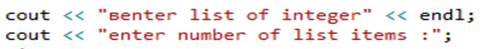 cout << "вenter list of integer" << endl;
cout << "enter number of list items :";